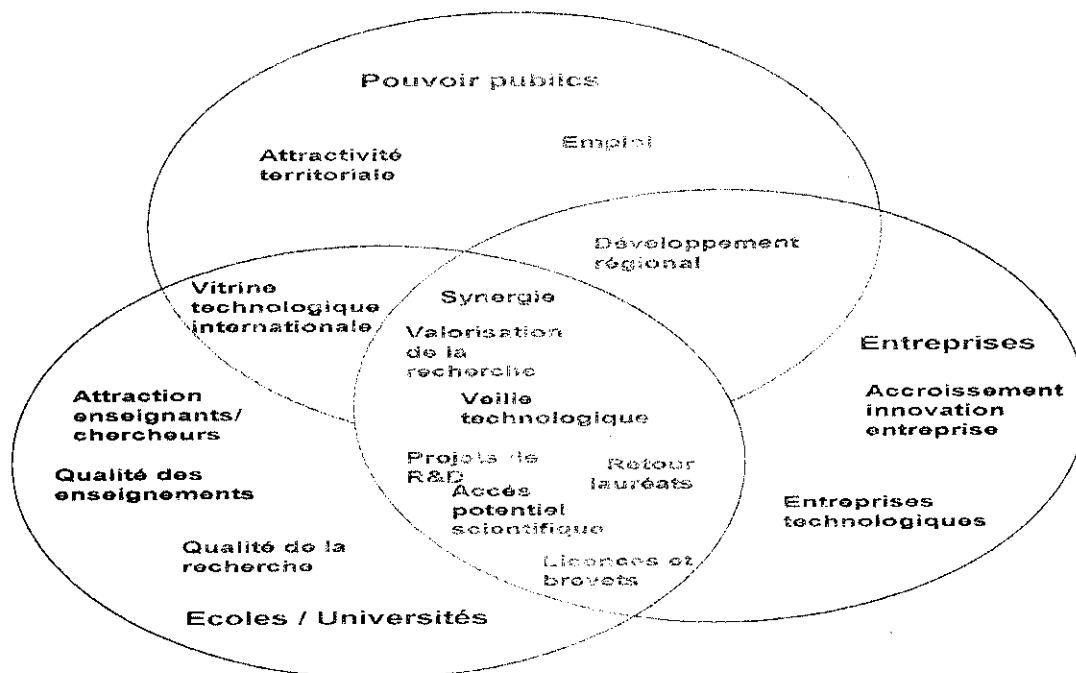 Pouvoir publics
Attractivité
territoriale
Emploi
Développement
régional
Vitrine
technologique
internationale
Synergie
Valorisation
de la
recherche
Veille
technologique
Entreprises
Accroissement
innovation
entreprise
Attraction
enseignants/
chercheurs
Qualité des
enseignements
Projets de
R&D
Retour
lauréats
Accès
potentiel
scientifique
Entreprises
technologiques
Qualité de la
recherche
Licences et
brevets
Ecoles / Universités